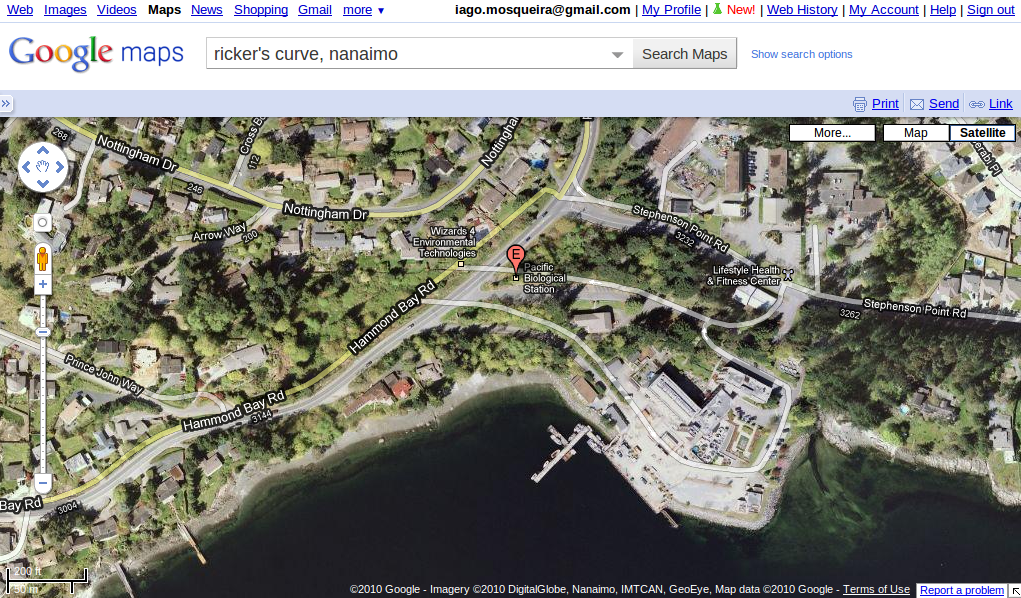 Web Images Videos Maps News Shopping Gmail more ▼ iago.mosqueira@gmail.com | My Profile | New! | Web History | My Account | Help | Sign out
Google maps ricker's curve, nanaimo Search Maps Show search options
» Print Send Link
More... Map Satellite
268
Nottingham Dr
Cross B
212
Nottingha
eraby Pl
246
Nottingham Dr
Arrow Way
200
Stephenson Point Rd
3232
Wizards 4
Environmental
Technologies
E
Pacific
Biological
Station
Lifestyle Health
& Fitness Center
Stephenson Point Rd
3262
Hammond Bay Rd
Prince John Way
Hammond Bay Rd
3144
Bay Rd
3004
200 ft
50 m
©2010 Google - Imagery ©2010 DigitalGlobe, Nanaimo, IMTCAN, GeoEye, Map data ©2010 Google - Terms of Use Report a problem